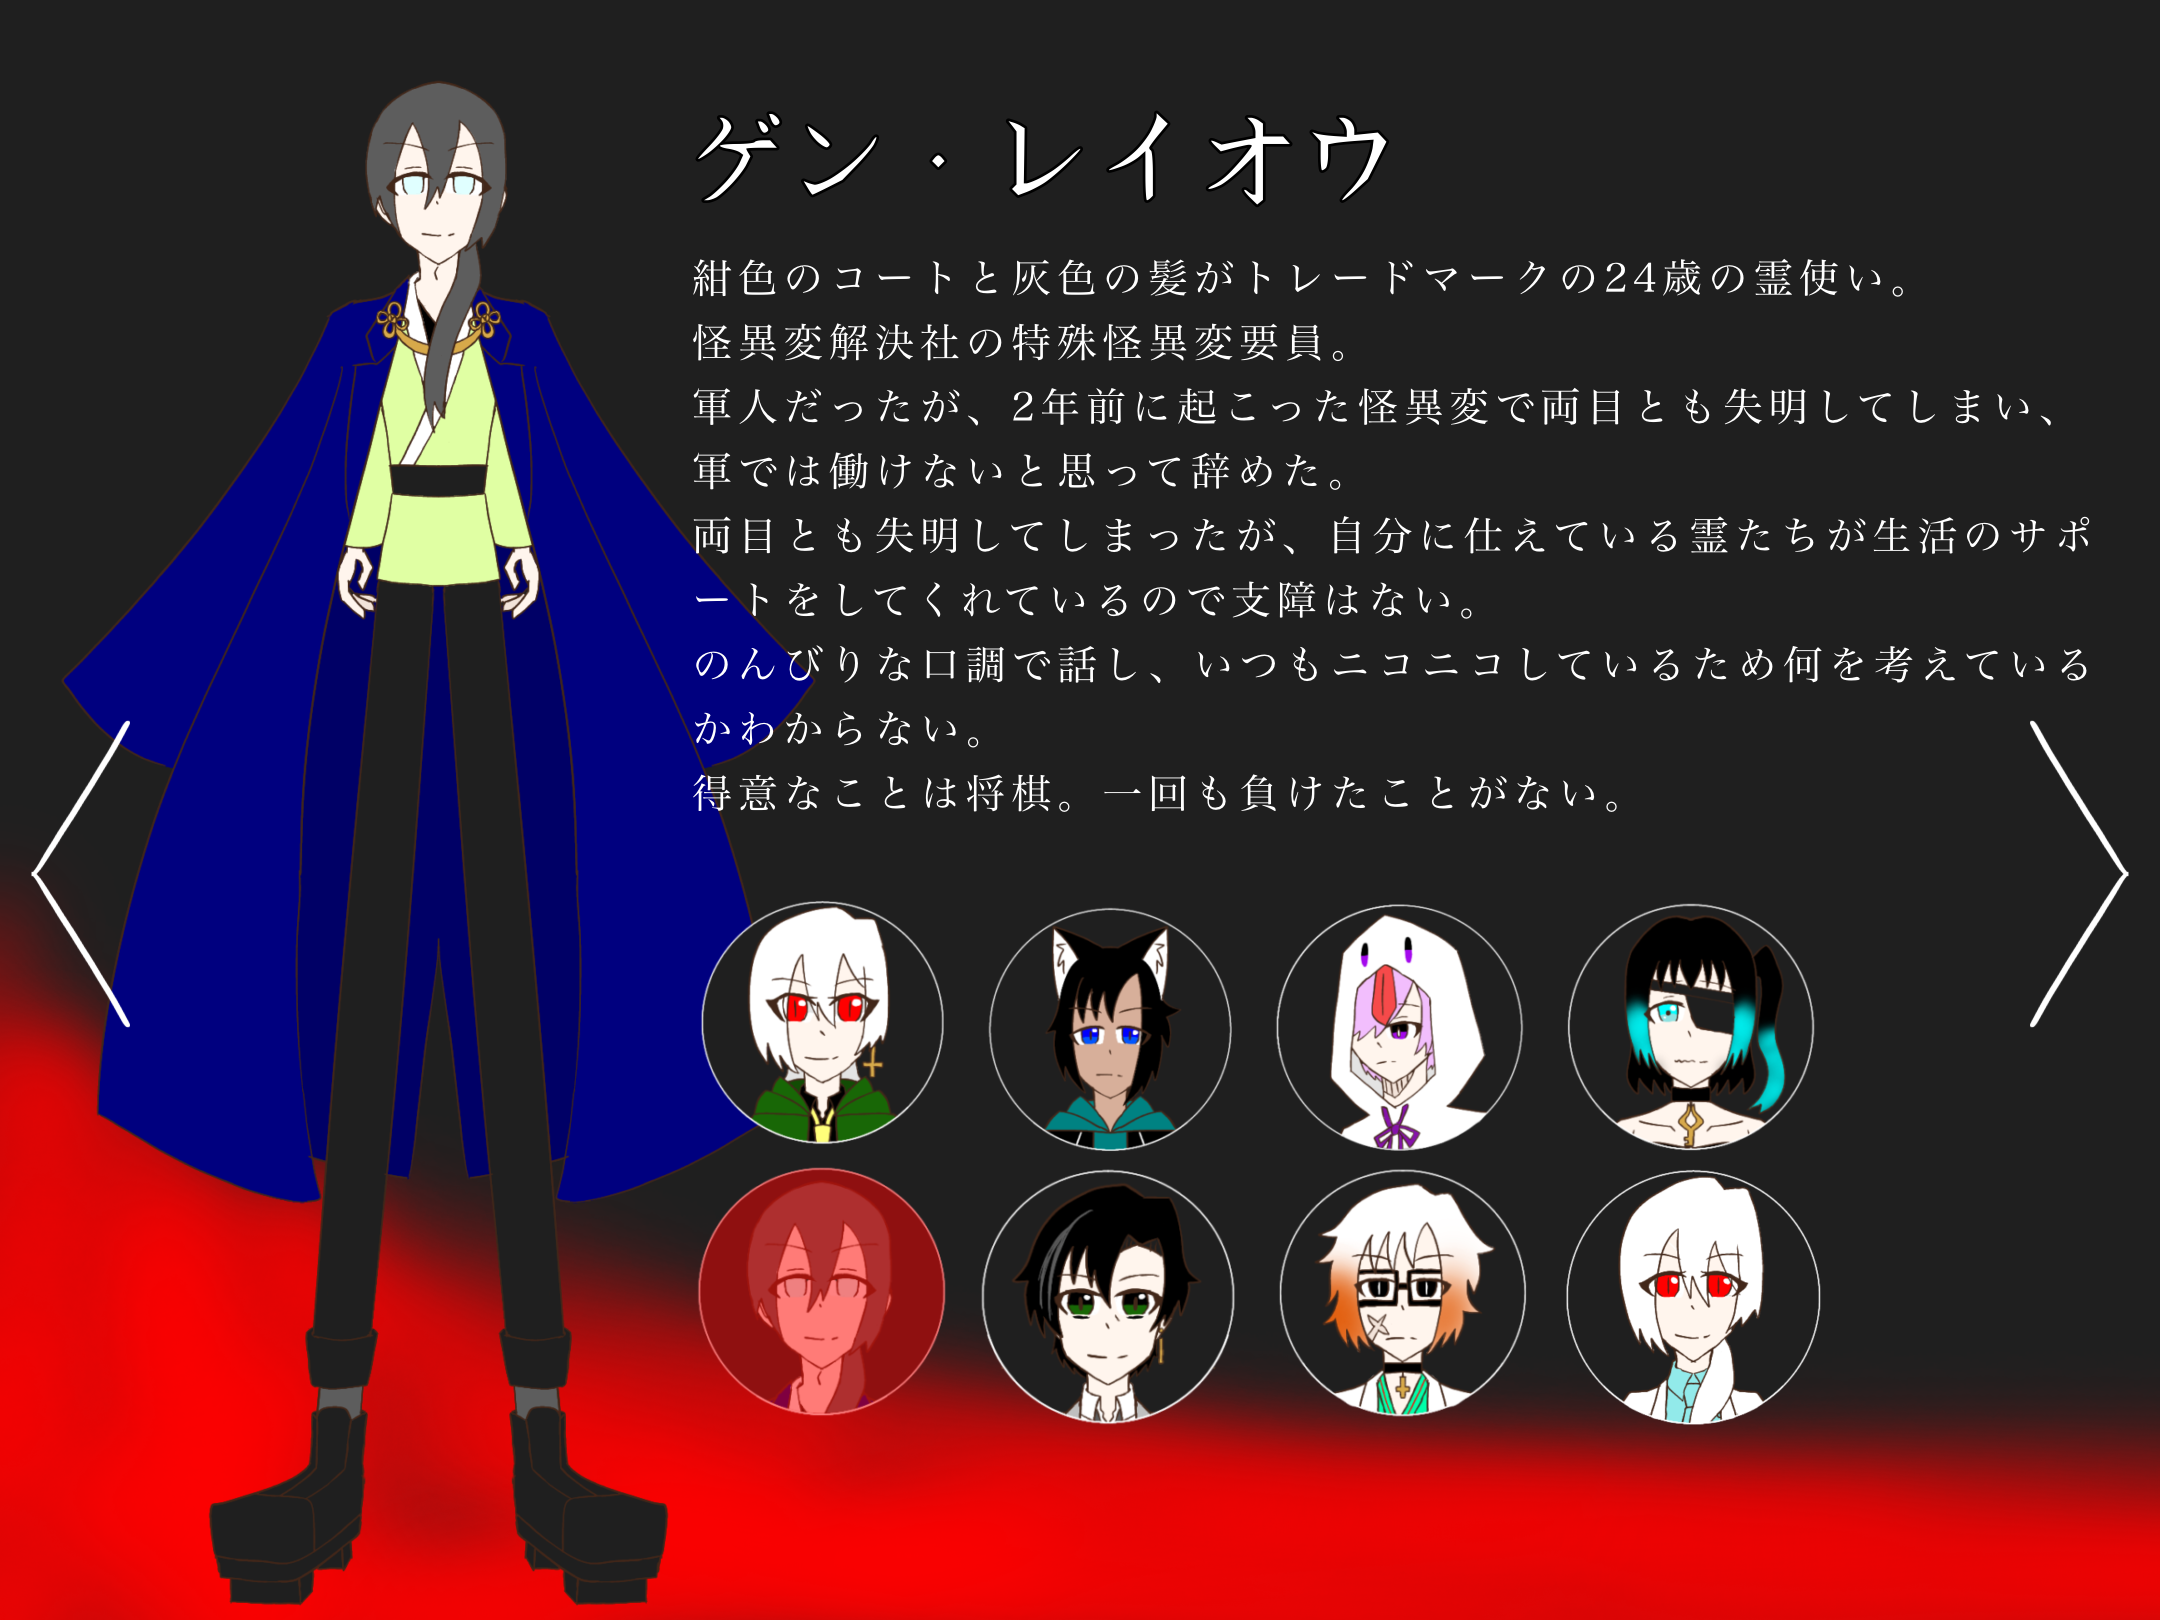 ゲン・レイオウ
紺色のコートと灰色の髪がトレードマークの24歳の霊使い。
怪異変解決社の特殊怪異変要員。
軍人だったが、2年前に起こった怪異変で両目とも失明してしまい、
軍では働けないと思って辞めた。
両目とも失明してしまったが、自分に仕えている霊たちが生活のサポ
ートをしてくれているので支障はない。
のんびりな口調で話し、いつもニコニコしているため何を考えている
かわからない。
得意なことは将棋。一回も負けたことがない。